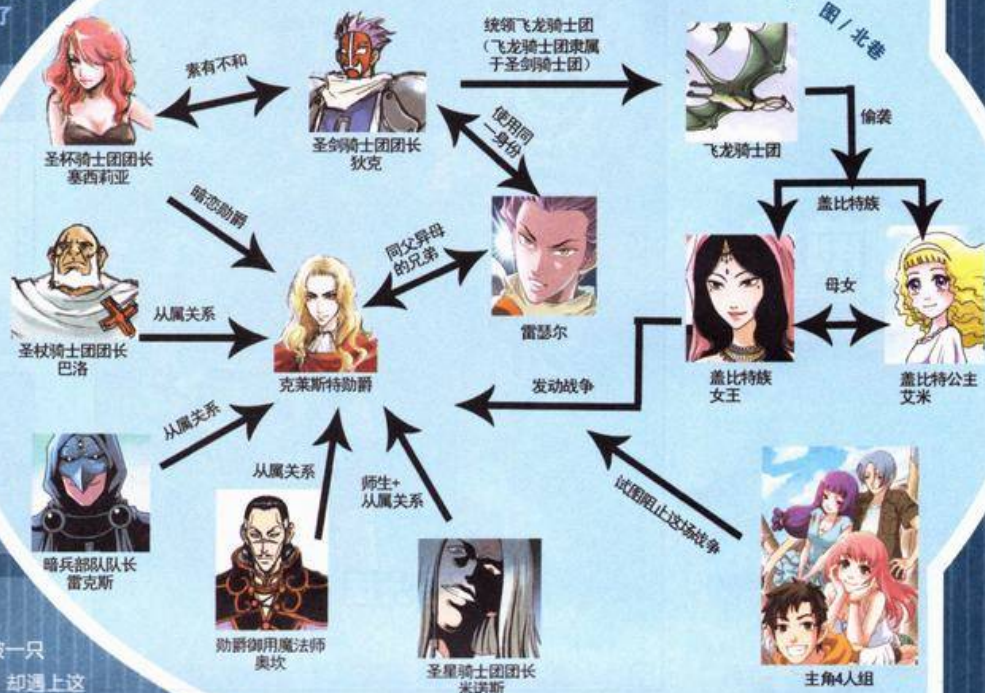 了
图/北巷
素有不和
统领飞龙骑士团
（飞龙骑士团隶属
于圣剑骑士团）
偷袭
圣杯骑士团团长
塞西莉亚
圣剑骑士团团长
狄克
使用同
一身份
飞龙骑士团
盖比特族
暗恋勋爵
同父异母
的兄弟
母女
从属关系
圣杖骑士团团长
巴洛
雷瑟尔
克莱斯特勋爵
发动战争
盖比特族
女王
盖比特公主
艾米
从属关系
从属关系
师生+
从属关系
试图阻止这场战争
暗兵部队队长
雷克斯
勋爵御用魔法师
奥坎
圣星骑士团团长
米诺斯
主角4人组
一只
却遇上这